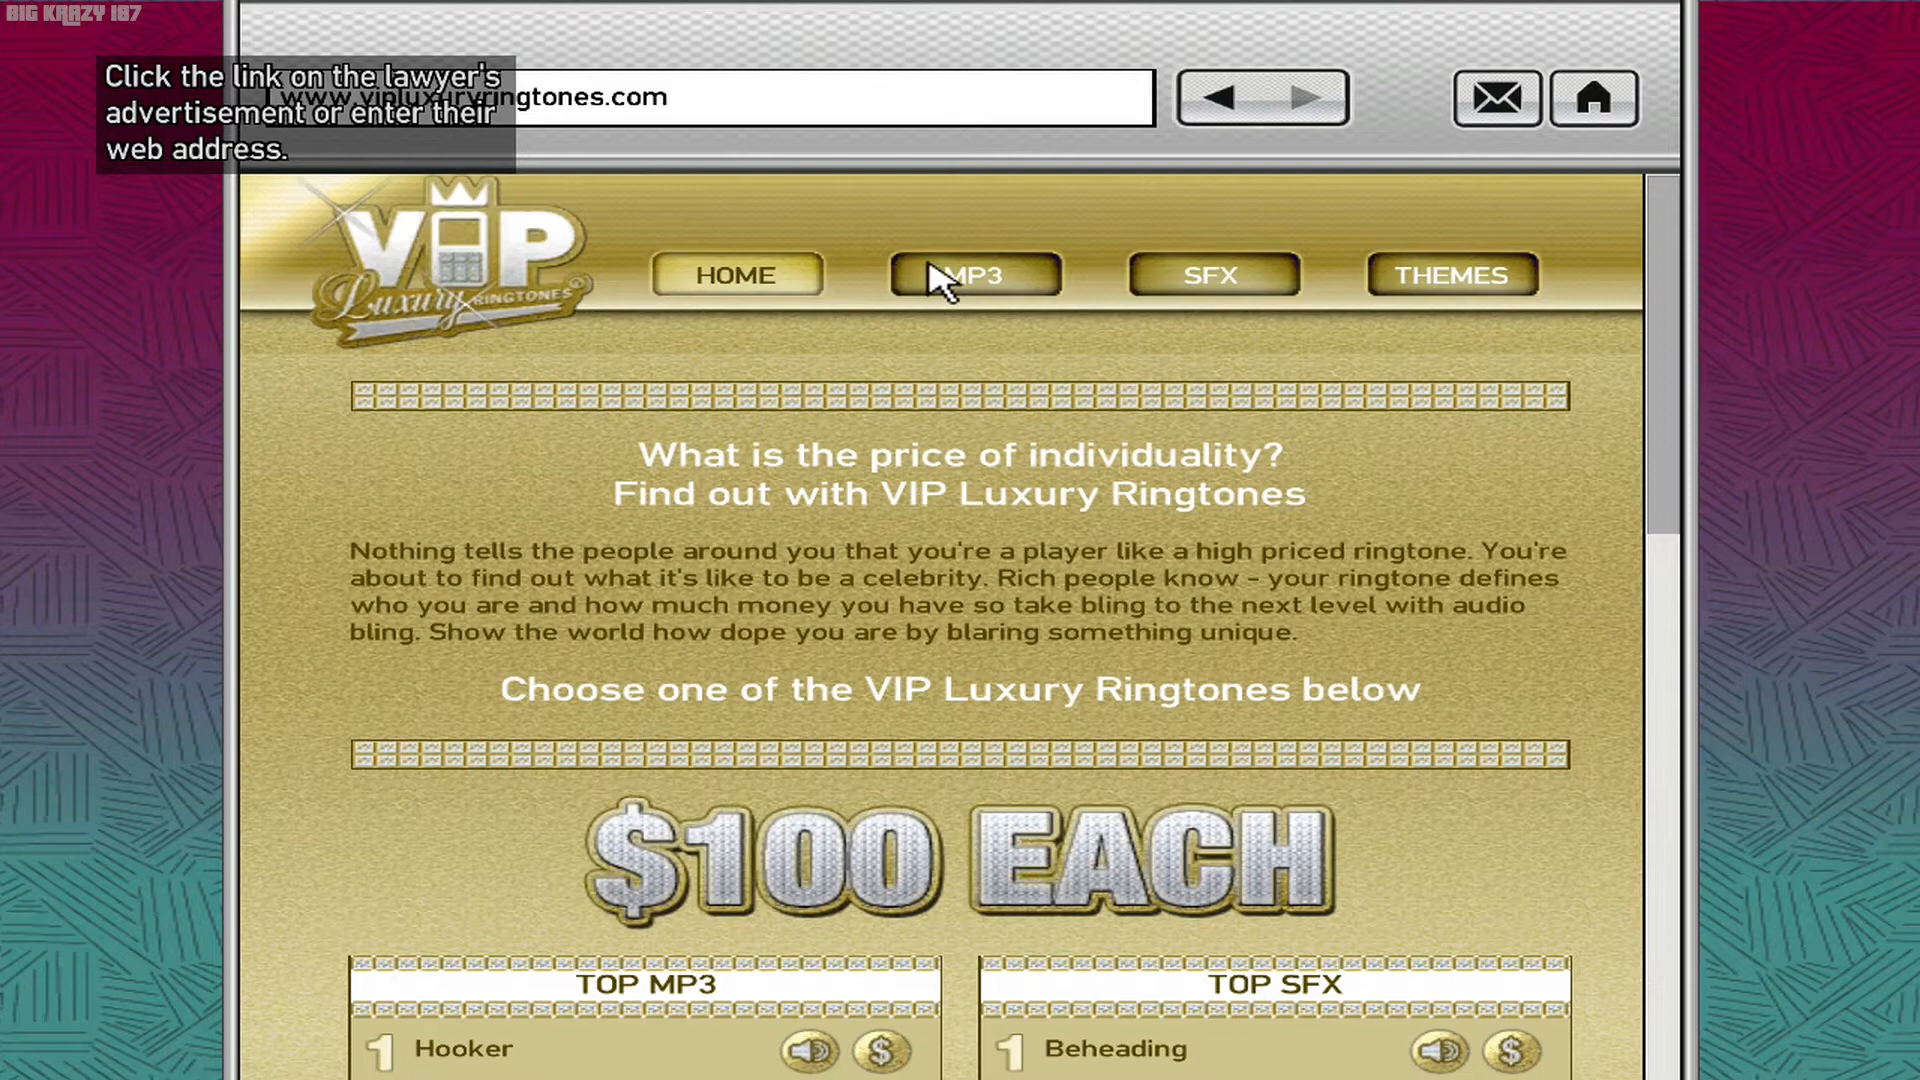 BIG KRAZY 187
Click the link on the lawyer's
advertisement or enter their
web address.
www.vipluxuryringtones.com
VIP
Luxury RINGTONES
HOME
MP3
SFX
THEMES
What is the price of individuality?
Find out with VIP Luxury Ringtones
Nothing tells the people around you that you're a player like a high priced ringtone. You're
about to find out what it's like to be a celebrity. Rich people know - your ringtone defines
who you are and how much money you have so take bling to the next level with audio
bling. Show the world how dope you are by blaring something unique.
Choose one of the VIP Luxury Ringtones below
$100 EACH
TOP MP3
1 Hooker $
TOP SFX
1 Beheading $